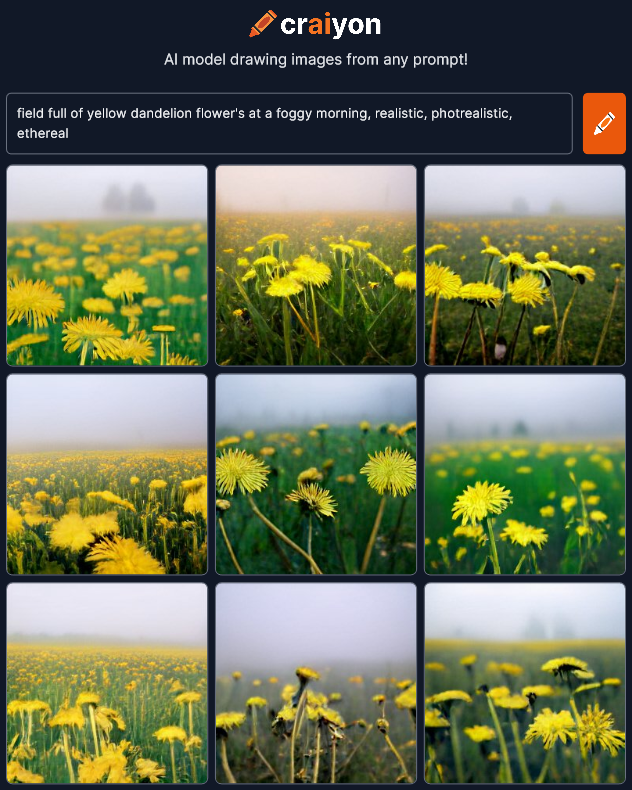 craiyon
AI model drawing images from any prompt!
field full of yellow dandelion flower's at a foggy morning, realistic, photrealistic,
ethereal